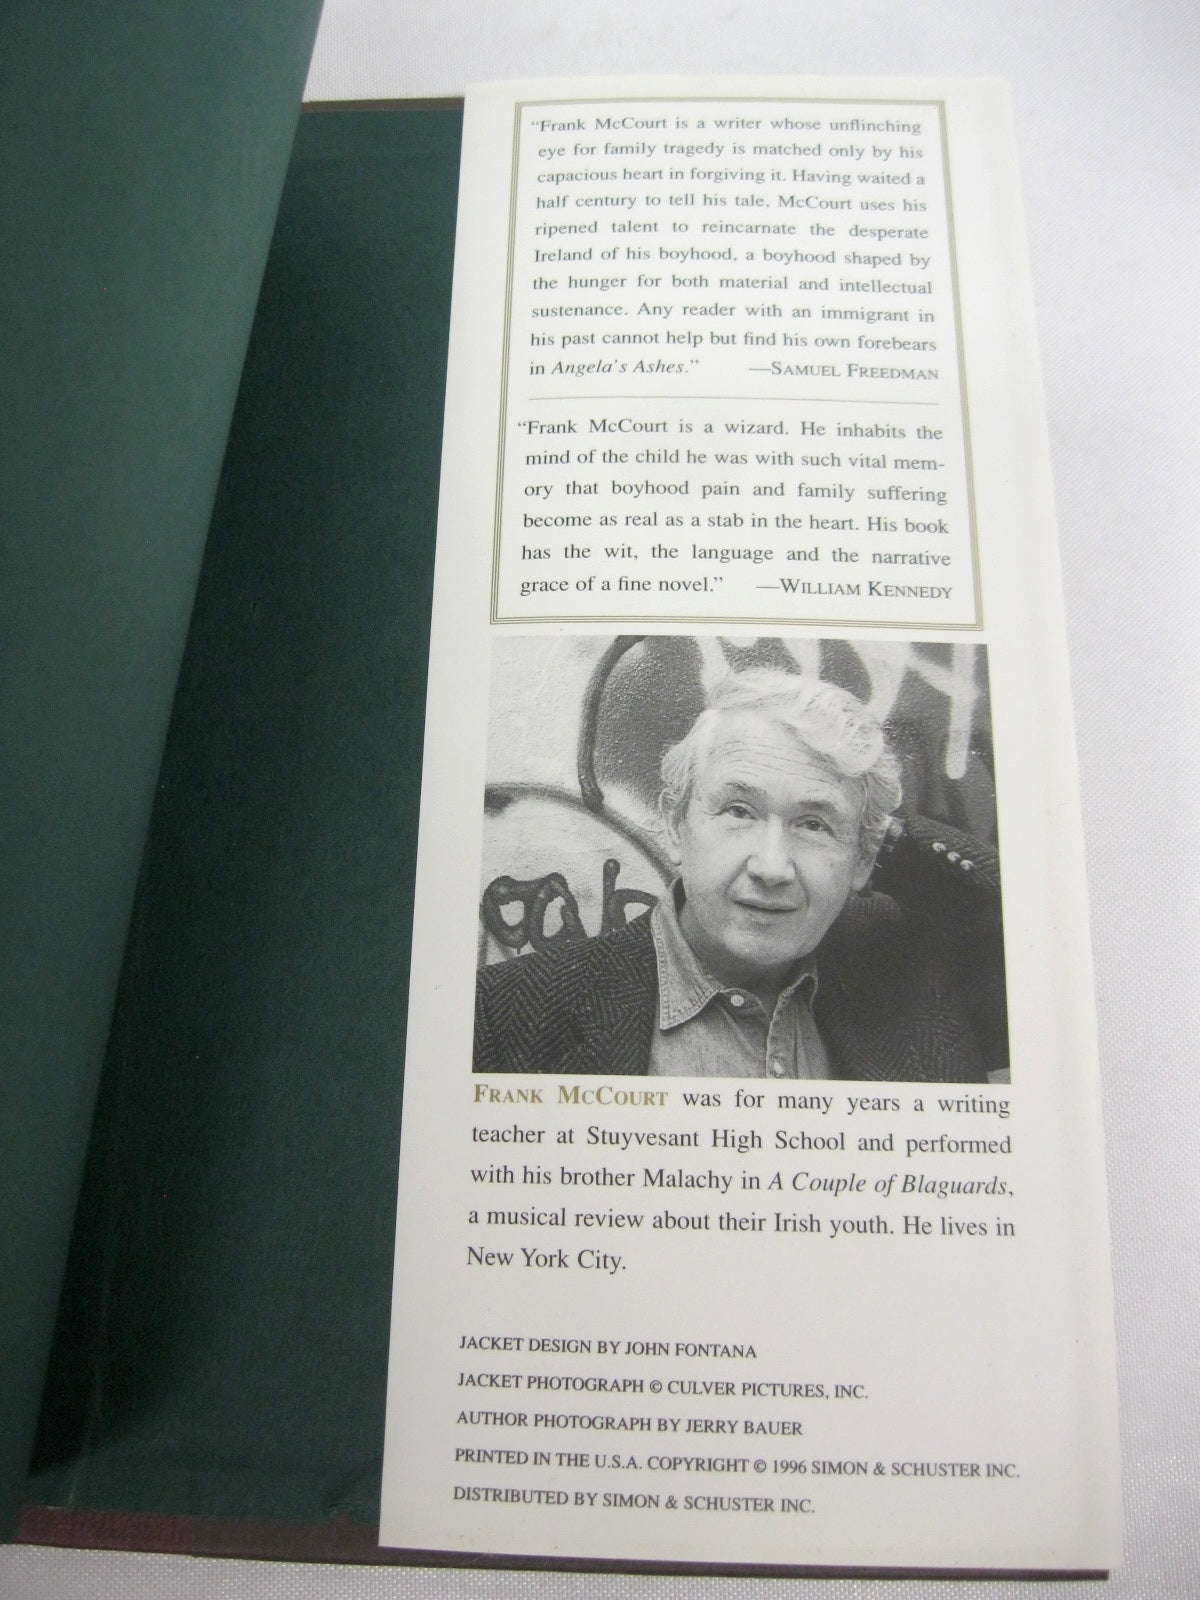 “Frank McCourt is a writer whose unflinching
eye for family tragedy is matched only by his
capacious heart in forgiving it. Having waited a
half century to tell his tale, McCourt uses his
ripened talent to reincarnate the desperate
Ireland of his boyhood, a boyhood shaped by
the hunger for both material and intellectual
sustenance. Any reader with an immigrant in
his past cannot help but find his own forebears
in Angela’s Ashes.” —SAMUEL FREEDMAN
“Frank McCourt is a wizard. He inhabits the
mind of the child he was with such vital mem-
ory that boyhood pain and family suffering
become as real as a stab in the heart. His book
has the wit, the language and the narrative
grace of a fine novel.” —WILLIAM KENNEDY
FRANK MCCOURT was for many years a writing
teacher at Stuyvesant High School and performed
with his brother Malachy in A Couple of Blaguards,
a musical review about their Irish youth. He lives in
New York City.
JACKET DESIGN BY JOHN FONTANA
JACKET PHOTOGRAPH © CULVER PICTURES, INC.
AUTHOR PHOTOGRAPH BY JERRY BAUER
PRINTED IN THE U.S.A. COPYRIGHT © 1996 SIMON & SCHUSTER INC.
DISTRIBUTED BY SIMON & SCHUSTER INC.